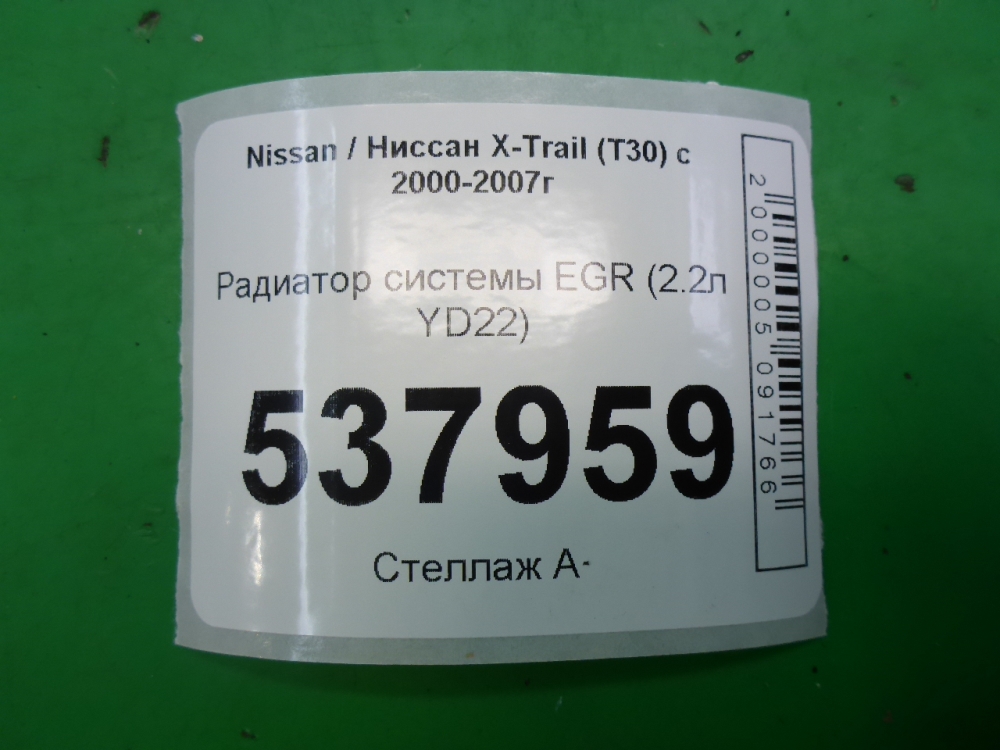 Nissan / Ниссан X-Trail (T30) с
2000-2007г
Радиатор системы EGR (2.2л
YD22)
537959
Стеллаж А-
2000005091766